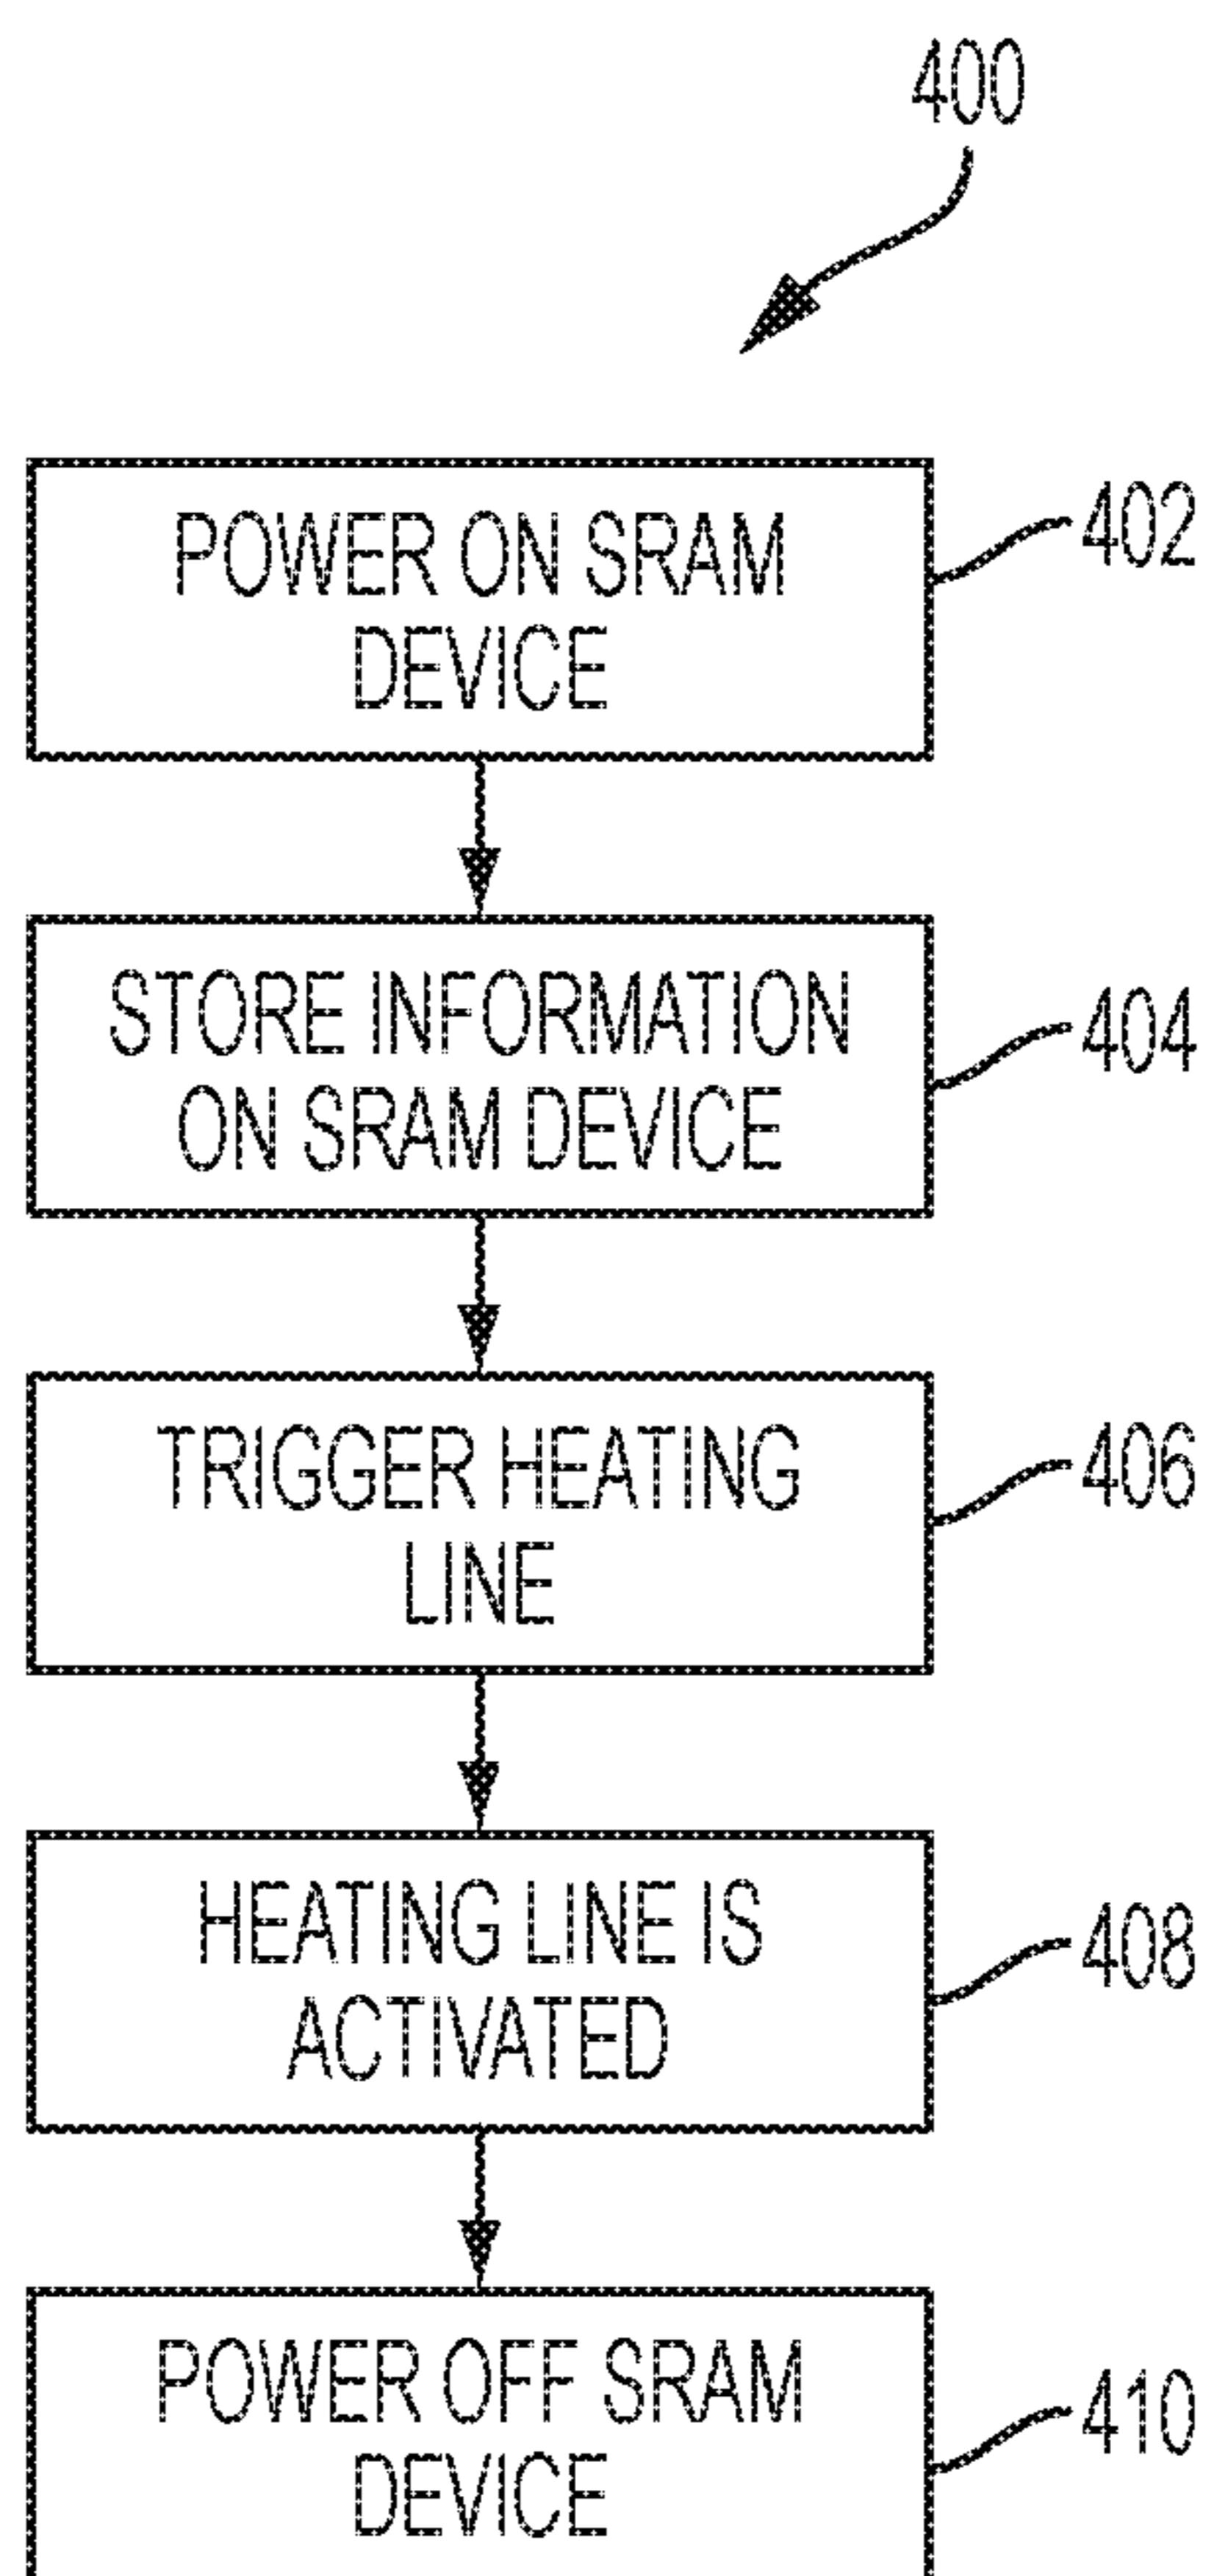 400
POWER ON SRAM
DEVICE
402
STORE INFORMATION
ON SRAM DEVICE
404
TRIGGER HEATING
LINE
406
HEATING LINE IS
ACTIVATED
408
POWER OFF SRAM
DEVICE
410